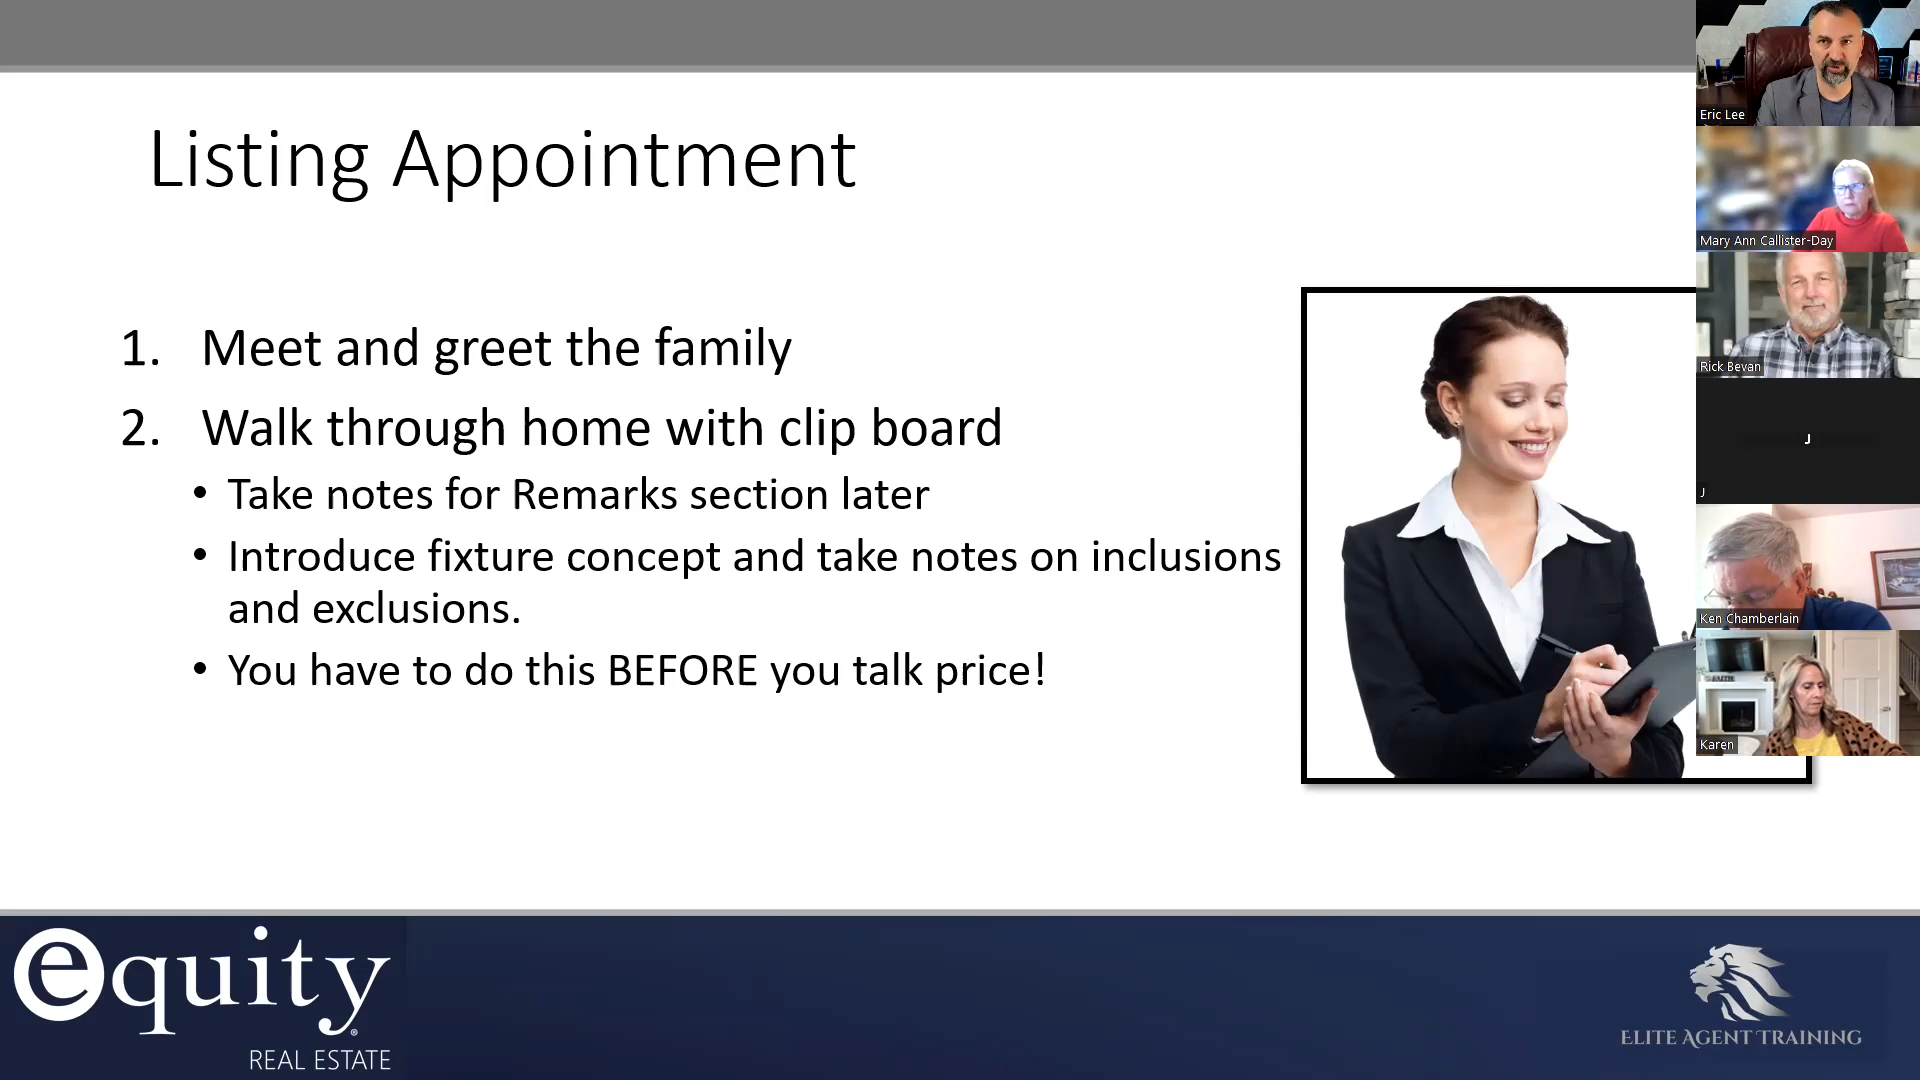 Listing Appointment
1. Meet and greet the family
2. Walk through home with clip board
• Take notes for Remarks section later
• Introduce fixture concept and take notes on inclusions
and exclusions.
• You have to do this BEFORE you talk price!
equity
REAL ESTATE
ELITE AGENT TRAINING
Eric Lee
Mary Ann Callister-Day
Rick Bevan
J
J
Ken Chamberlain
Karen